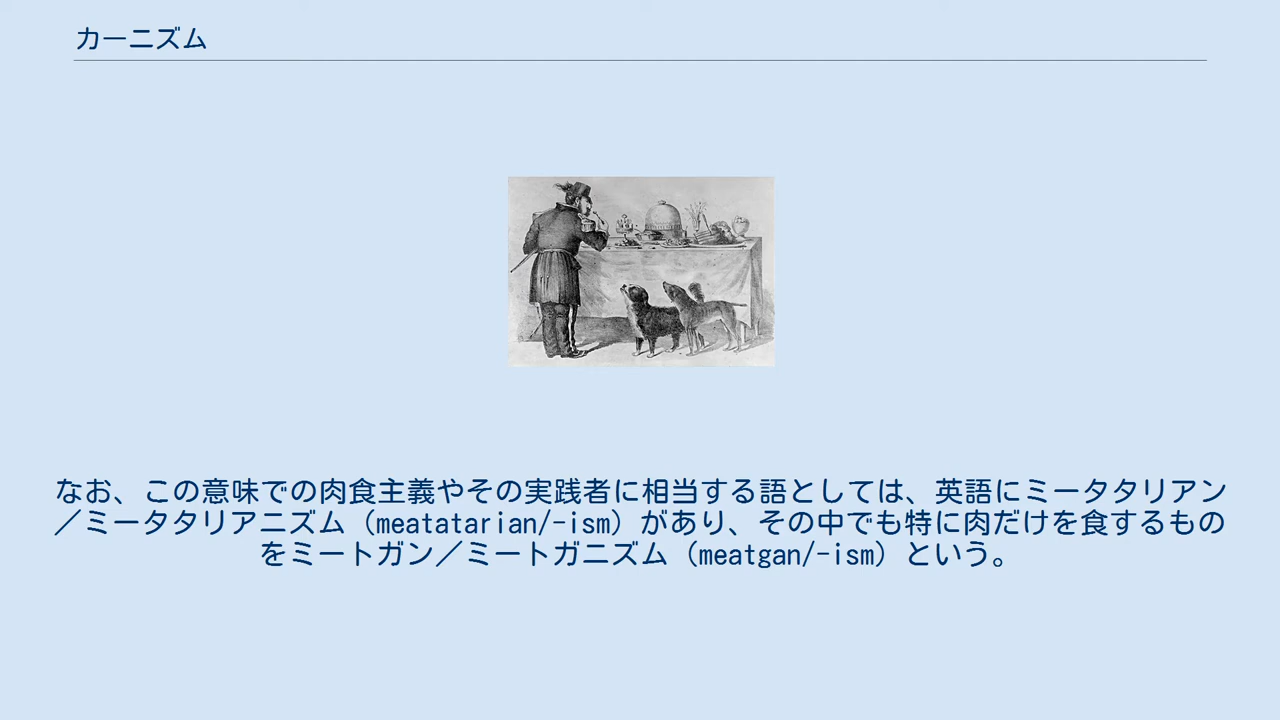 カーニズム
なお、この意味での肉食主義やその実践者に相当する語としては、英語にミータタリアン
／ミータタリアニズム（meatatarian/-ism）があり、その中でも特に肉だけを食するもの
をミートガン／ミートガニズム（meatgan/-ism）という。